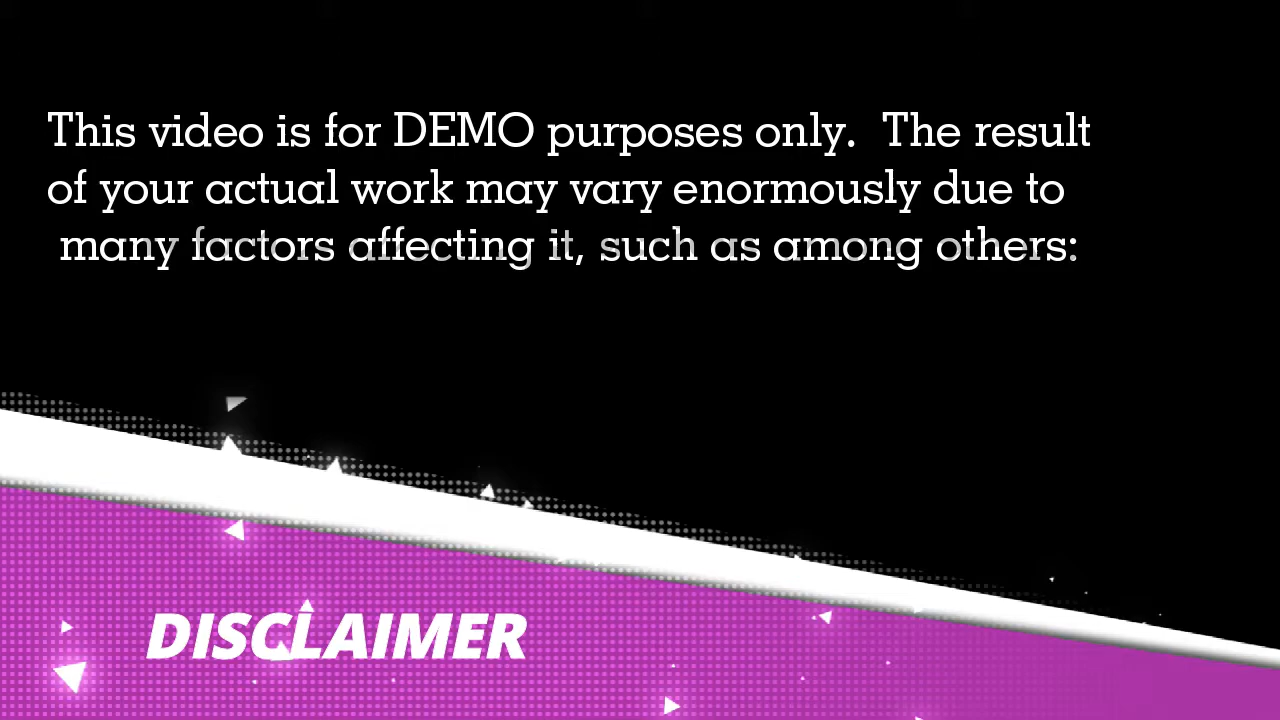 This video is for DEMO purposes only.  The result
of your actual work may vary enormously due to
many factors affecting it, such as among others:
DISCLAIMER